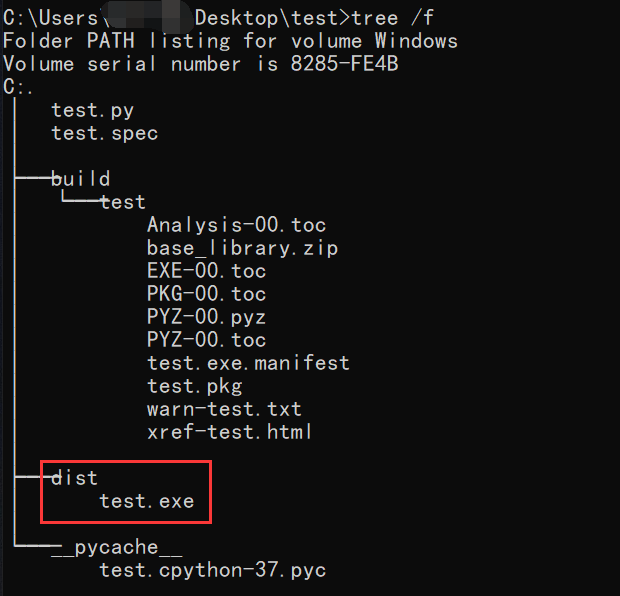 C:\Users\ Desktop\test>tree /f
Folder PATH listing for volume Windows
Volume serial number is 8285-FE4B
C:.
test.py
test.spec
build
test
Analysis-00.toc
base_library.zip
EXE-00.toc
PKG-00.toc
PYZ-00.pyz
PYZ-00.toc
test.exe.manifest
test.pkg
warn-test.txt
xref-test.html
dist
test.exe
__pycache__
test.cpython-37.pyc